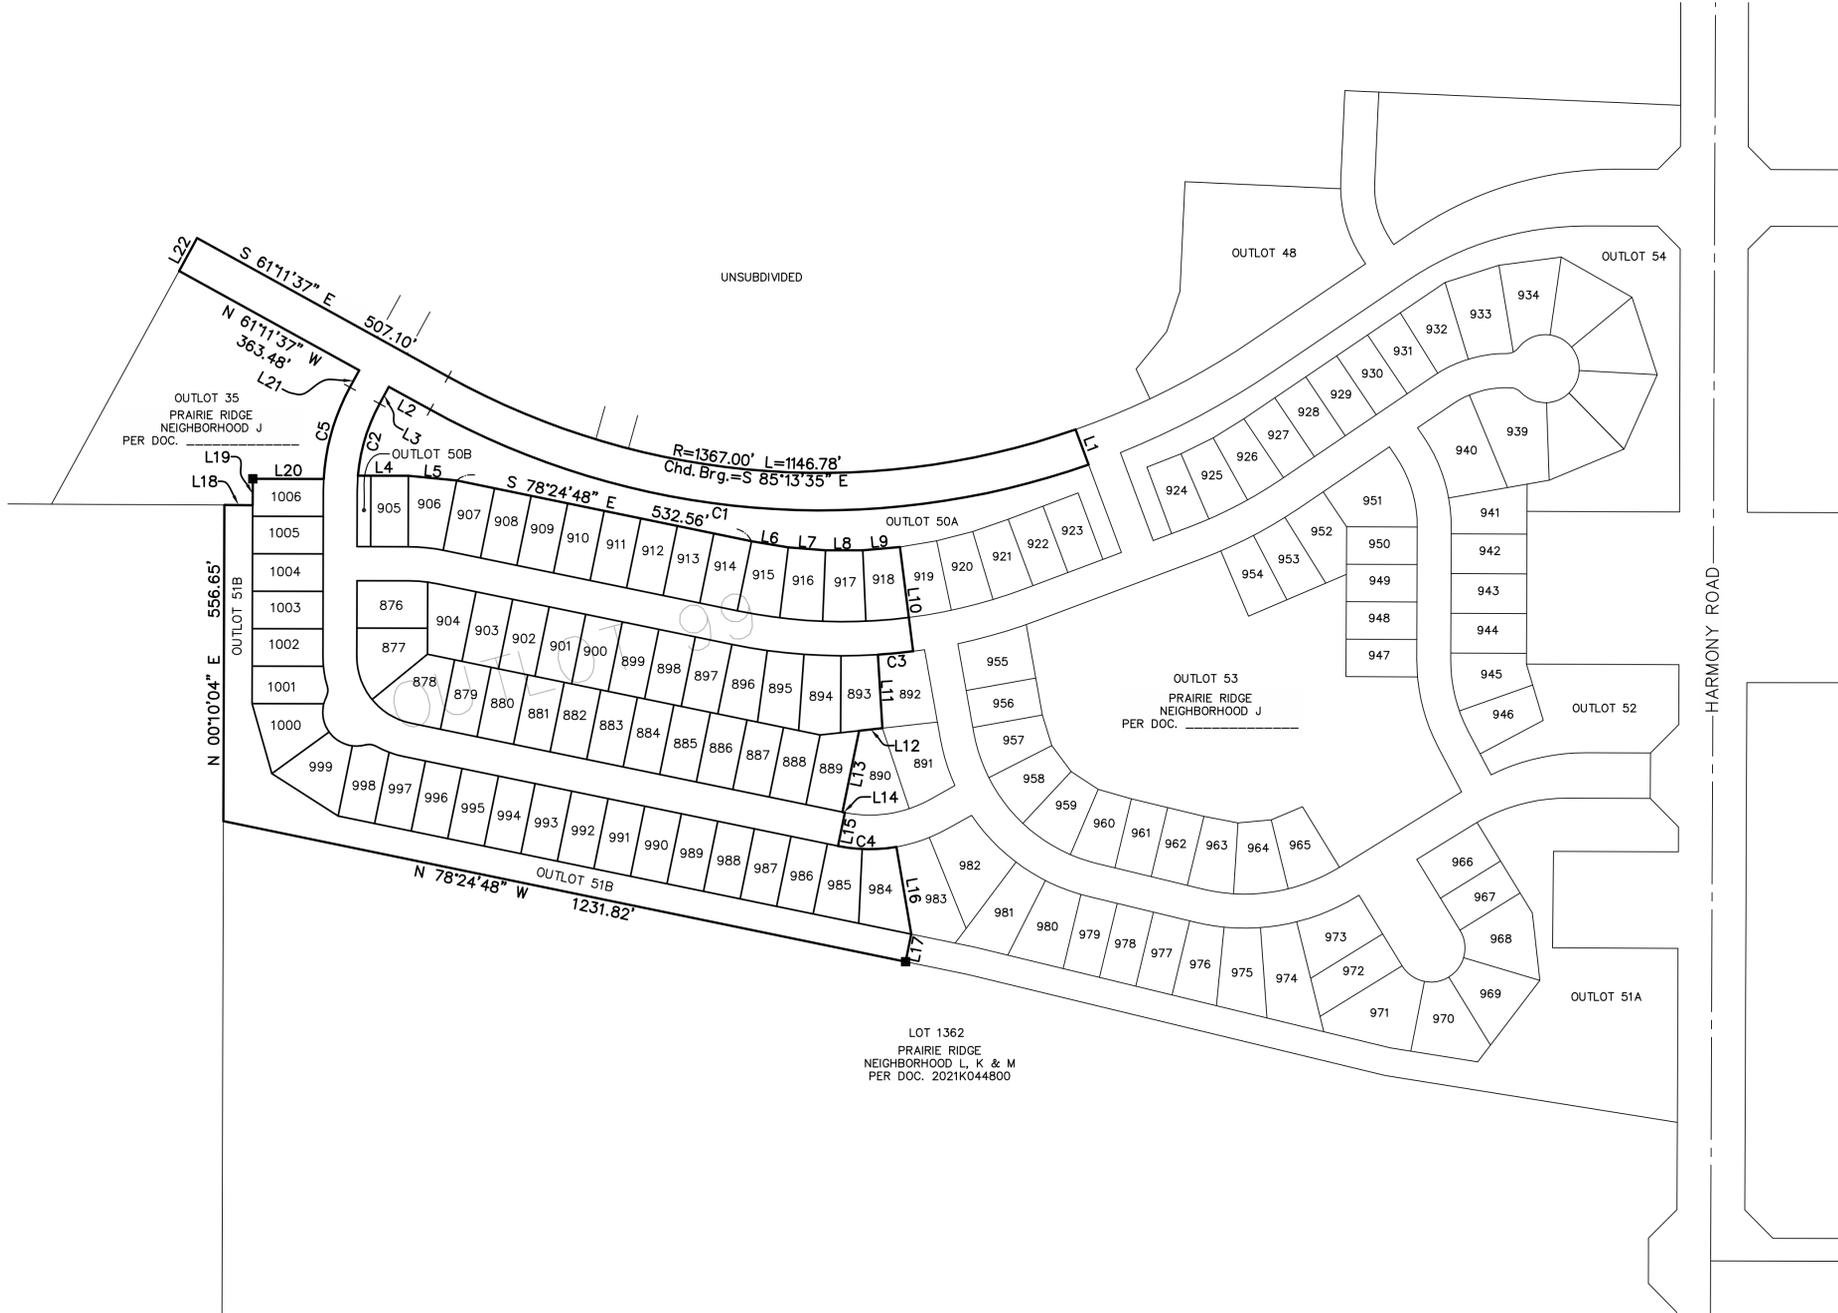 OUTLOT 54
OUTLOT 48
UNSUBDIVIDED
L22
S 61°11'37" E
507.10'
N 61°11'37" W
363.48'
L21
L2
L3
C5
C2
OUTLOT 35
PRAIRIE RIDGE
NEIGHBORHOOD J
PER DOC. ______________
L19
L20
L18
OUTLOT 50B
L4
L5
S 78°24'48" E
532.56'
C1
R=1367.00' L=1146.78'
Chd. Brg.=S 85°13'35" E
L1
L6
L7
L8
L9
OUTLOT 50A
934
933
932
931
930
929
928
927
926
925
924
923
922
921
920
919
918
917
916
915
914
913
912
911
910
909
908
907
906
905
L10
1006
1005
1004
1003
1002
1001
1000
OUTLOT 51B
N 00°10'04" E 556.65'
876
877
878
879
880
881
882
883
884
885
886
887
888
889
890
891
892
893
894
895
896
897
898
899
900
901
902
903
904
OUTLOT 99
C3
L11
L12
L13
L14
L15
C4
L16
L17
939
940
941
942
943
944
945
946
951
950
949
948
947
952
953
954
955
956
957
958
959
960
961
962
963
964
965
OUTLOT 53
PRAIRIE RIDGE
NEIGHBORHOOD J
PER DOC. ______________
OUTLOT 52
HARMONY ROAD
966
967
968
969
970
971
972
973
974
975
976
977
978
979
980
981
982
983
984
985
986
987
988
989
990
991
992
993
994
995
996
997
998
999
OUTLOT 51B
N 78°24'48" W
1231.82'
OUTLOT 51A
LOT 1362
PRAIRIE RIDGE
NEIGHBORHOOD L, K & M
PER DOC. 2021K044800